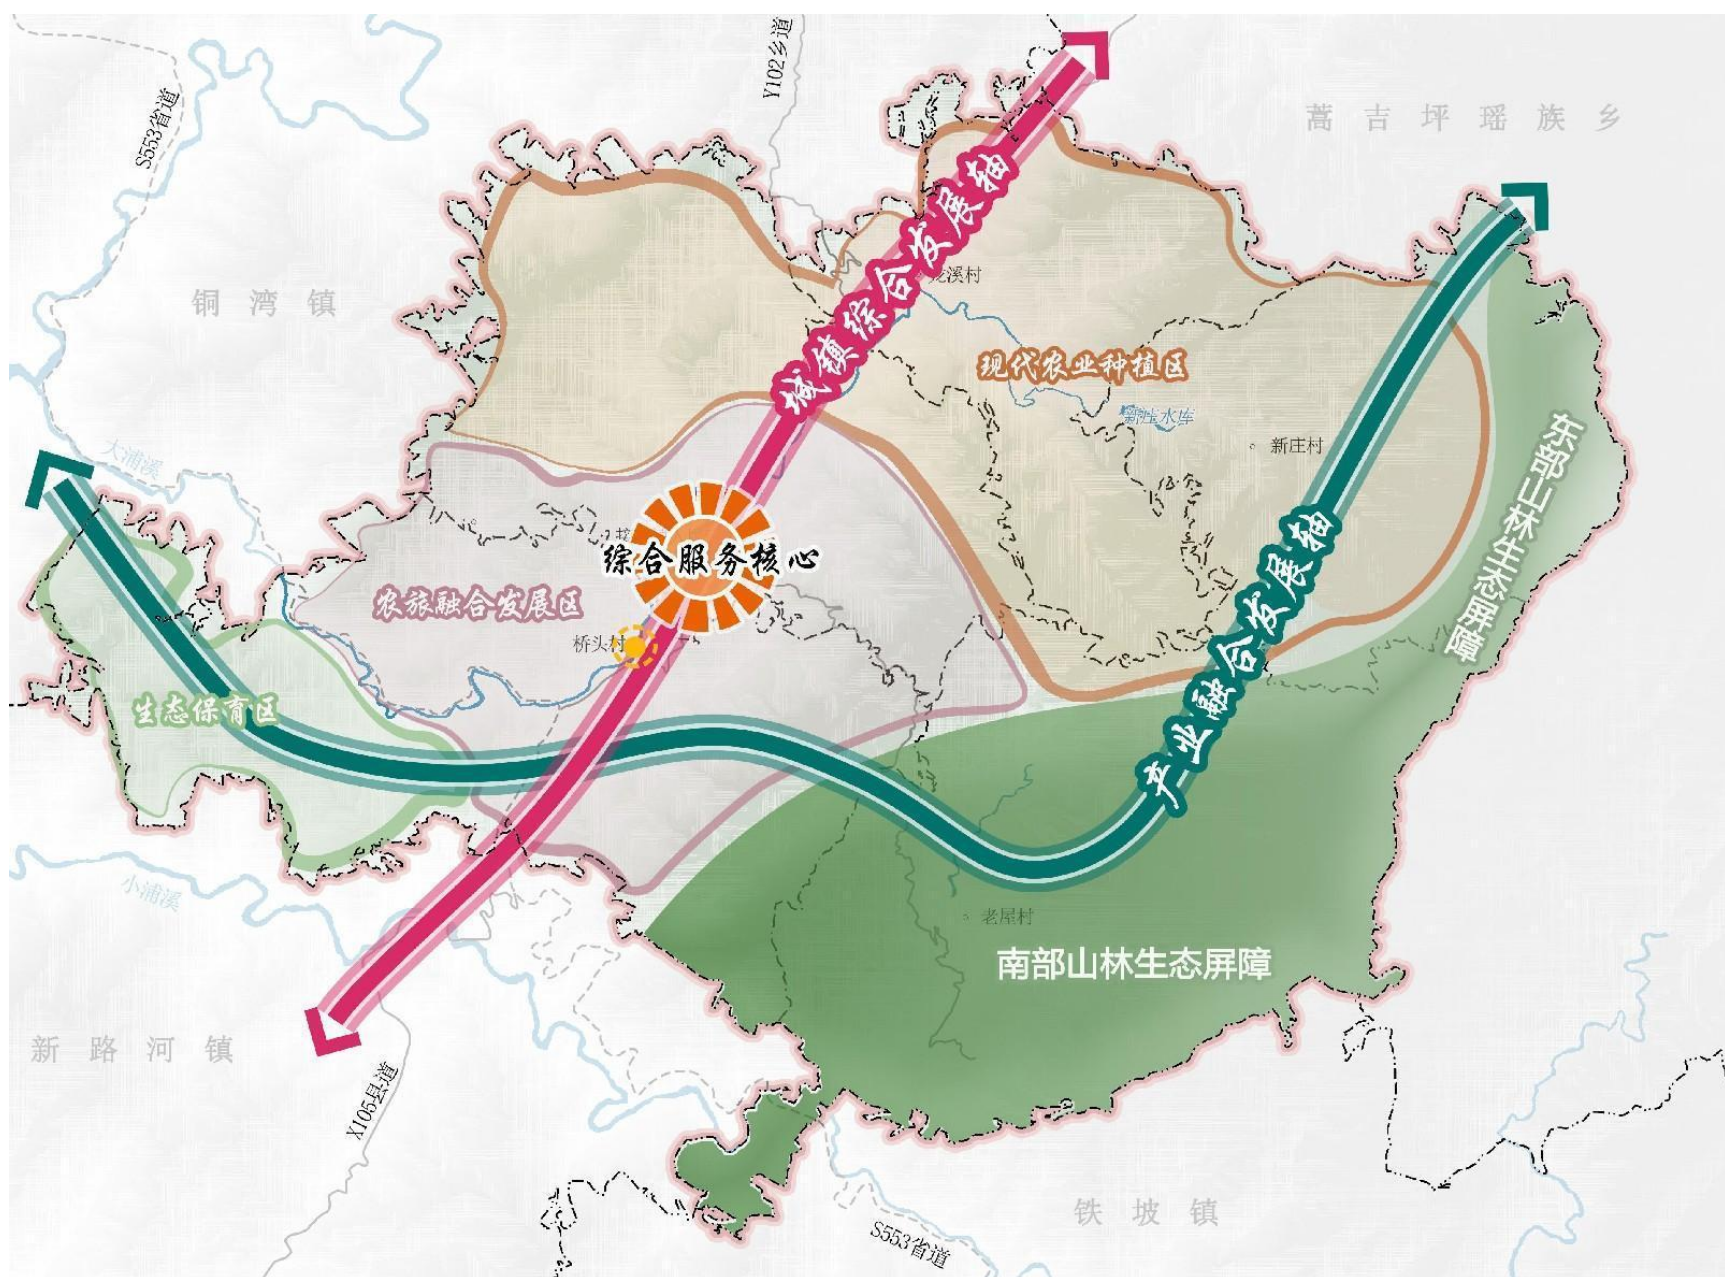 Y102乡道
S553省道
蒿吉坪瑶族乡
城镇综合发展轴
铜湾镇
龙溪村
现代农业种植区
新庄水库
新庄村
东部山林生态屏障
大浦溪
综合服务核心
农旅融合发展区
桥头村
产业融合发展轴
生态保育区
小浦溪
老屋村
南部山林生态屏障
新路河镇
X105县道
铁坡镇
S553省道